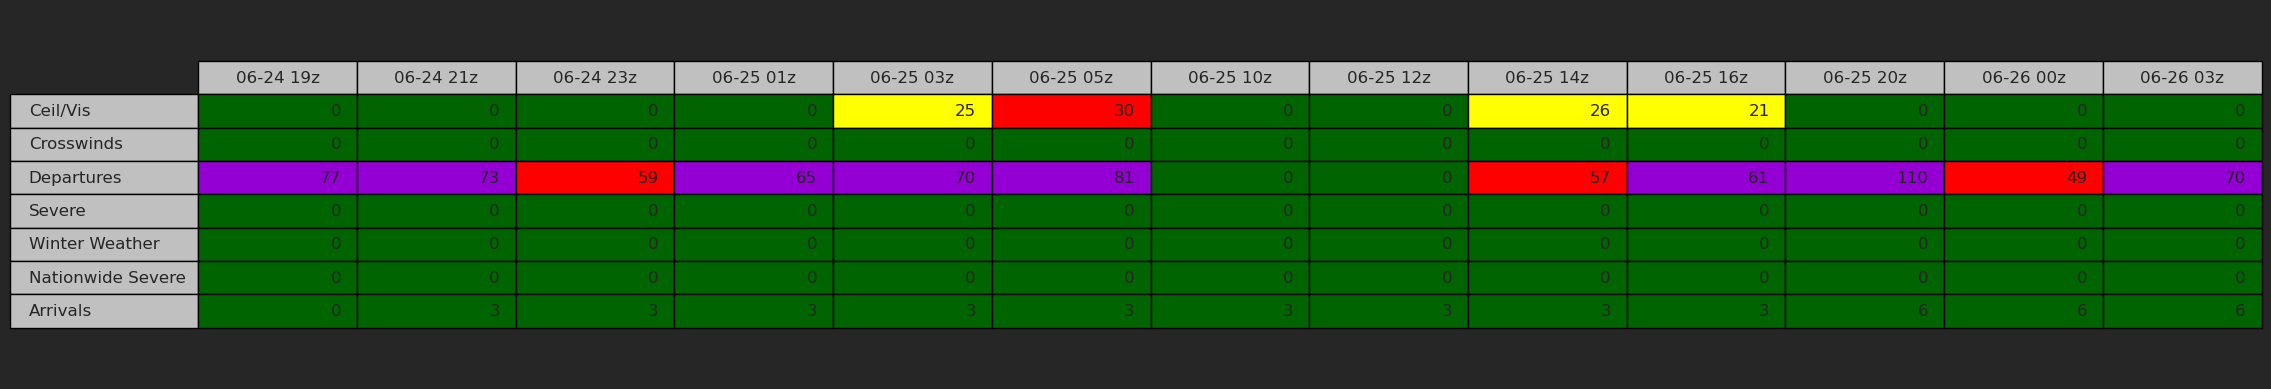 06-24 19z 06-24 21z 06-24 23z 06-25 01z 06-25 03z 06-25 05z 06-25 10z 06-25 12z 06-25 14z 06-25 16z 06-25 20z 06-26 00z 06-26 03z
Ceil/Vis 0 0 0 0 25 30 0 0 26 21 0 0 0
Crosswinds 0 0 0 0 0 0 0 0 0 0 0 0 0
Departures 77 73 59 65 70 81 0 0 57 61 110 49 70
Severe 0 0 0 0 0 0 0 0 0 0 0 0 0
Winter Weather 0 0 0 0 0 0 0 0 0 0 0 0 0
Nationwide Severe 0 0 0 0 0 0 0 0 0 0 0 0 0
Arrivals 0 3 3 3 3 3 3 3 3 3 6 6 6